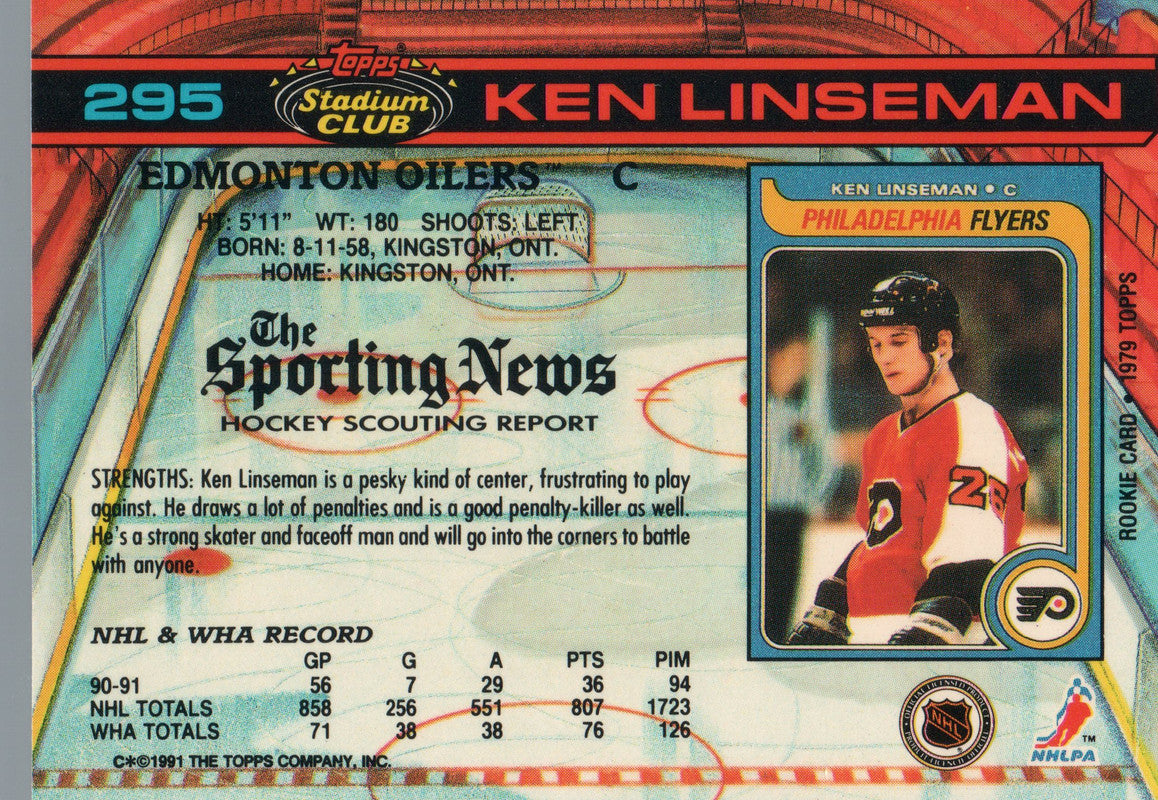 295
Topps
Stadium
CLUB
KEN LINSEMAN
EDMONTON OILERS™ C
HT: 5'11" WT: 180 SHOOTS: LEFT
BORN: 8-11-58, KINGSTON, ONT.
HOME: KINGSTON, ONT.
The
Sporting News
HOCKEY SCOUTING REPORT
STRENGTHS: Ken Linseman is a pesky kind of center, frustrating to play
against. He draws a lot of penalties and is a good penalty-killer as well.
He's a strong skater and faceoff man and will go into the corners to battle
with anyone.
NHL & WHA RECORD
GP G A PTS PIM
90-91 56 7 29 36 94
NHL TOTALS 858 256 551 807 1723
WHA TOTALS 71 38 38 76 126
C*©1991 THE TOPPS COMPANY, INC.
KEN LINSEMAN • C
PHILADELPHIA FLYERS
ROOKIE CARD • 1979 TOPPS
NHL
®
NHLPA
™